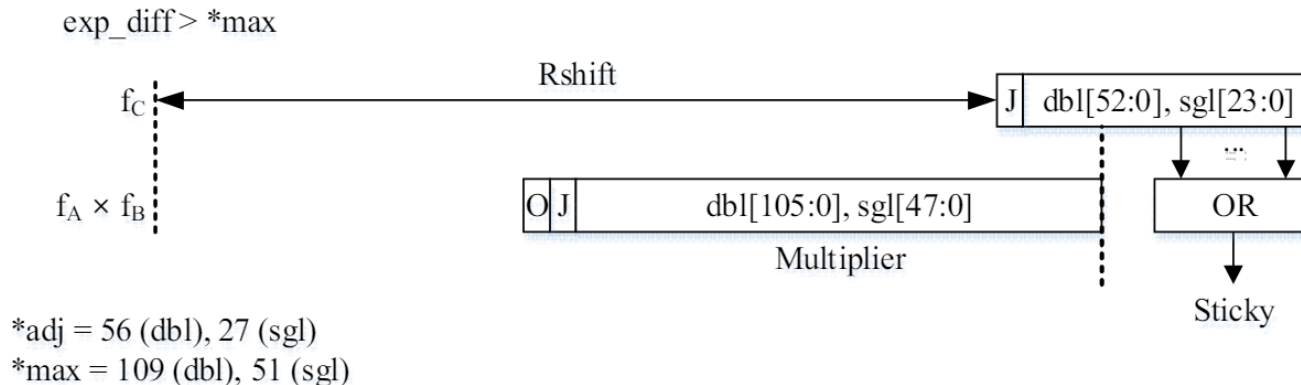 exp_diff > *max
Rshift
f_C
J dbl[52:0], sgl[23:0]
...
f_A × f_B
O J dbl[105:0], sgl[47:0]
OR
Multiplier
Sticky
*adj = 56 (dbl), 27 (sgl)
*max = 109 (dbl), 51 (sgl)